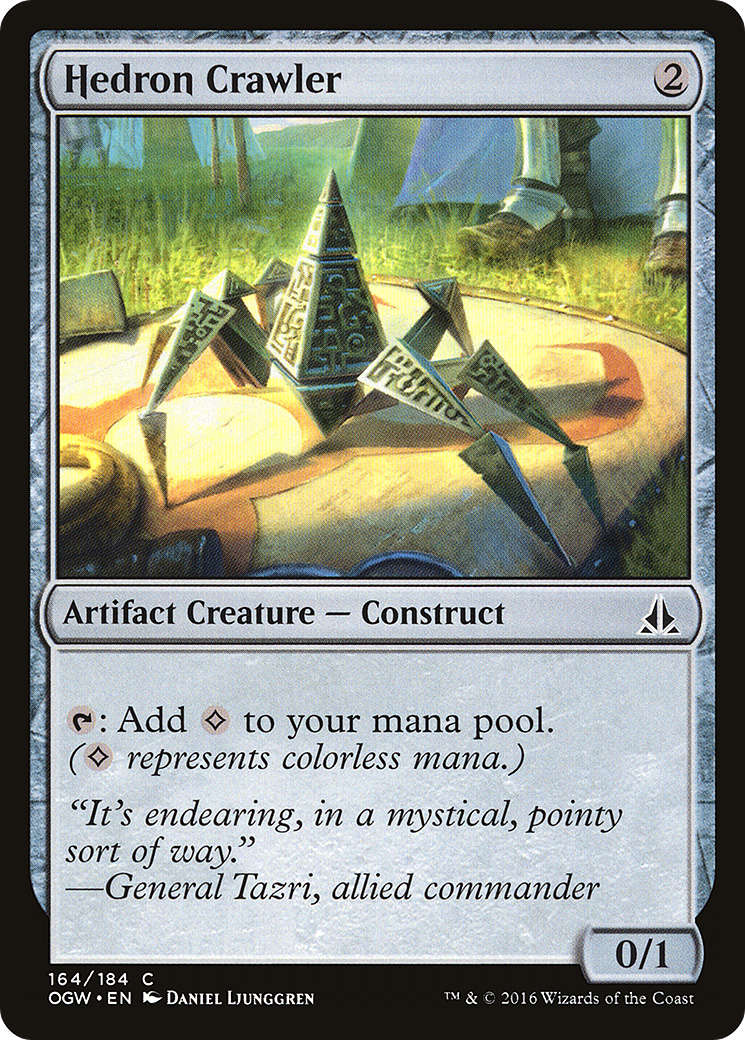 Hedron Crawler 2
Artifact Creature — Construct
: Add to your mana pool.
( represents colorless mana.)
“It’s endearing, in a mystical, pointy
sort of way.”
—General Tazri, allied commander
0/1
164/184 C
OGW • EN Daniel Ljunggren
™ & © 2016 Wizards of the Coast